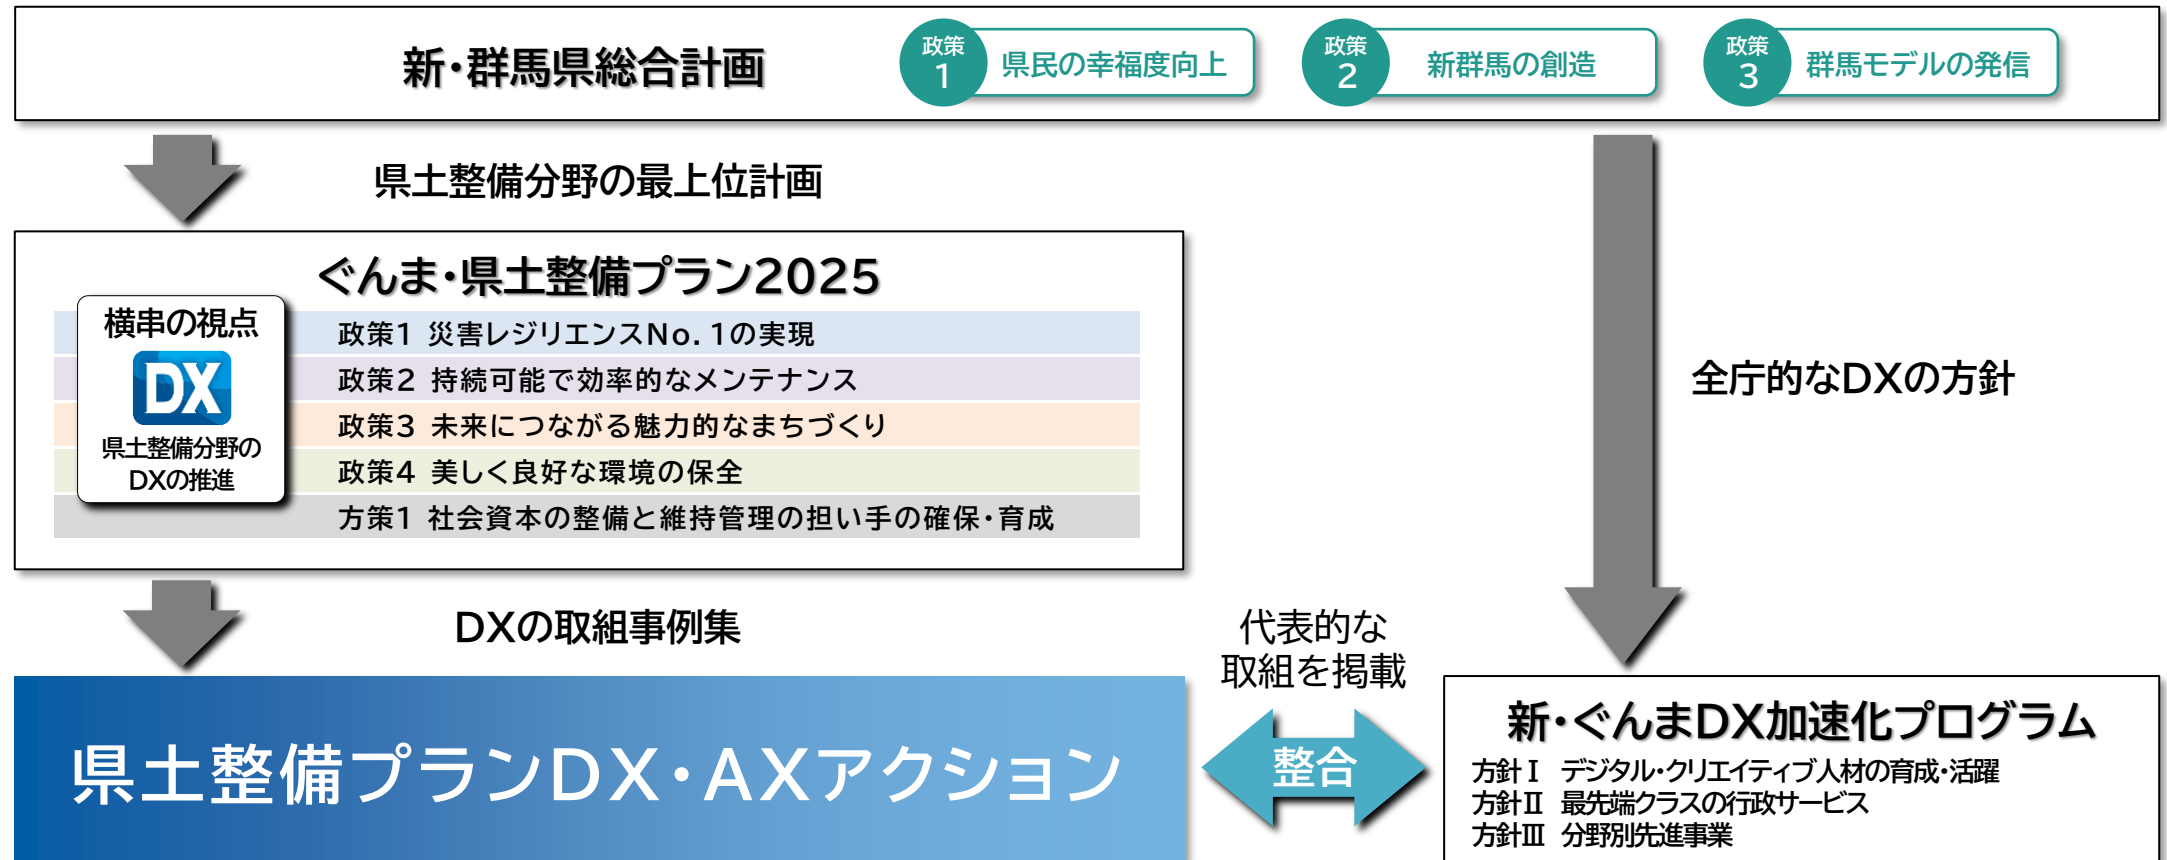 新・群馬県総合計画
政策
1
県民の幸福度向上
政策
2
新群馬の創造
政策
3
群馬モデルの発信
県土整備分野の最上位計画
ぐんま・県土整備プラン2025
横串の視点
DX
県土整備分野の
DXの推進
政策1 災害レジリエンスNo.1の実現
政策2 持続可能で効率的なメンテナンス
政策3 未来につながる魅力的なまちづくり
政策4 美しく良好な環境の保全
方策1 社会資本の整備と維持管理の担い手の確保・育成
全庁的なDXの方針
DXの取組事例集
代表的な
取組を掲載
県土整備プランDX・AXアクション
整合
新・ぐんまDX加速化プログラム
方針Ⅰ デジタル・クリエイティブ人材の育成・活躍
方針Ⅱ 最先端クラスの行政サービス
方針Ⅲ 分野別先進事業